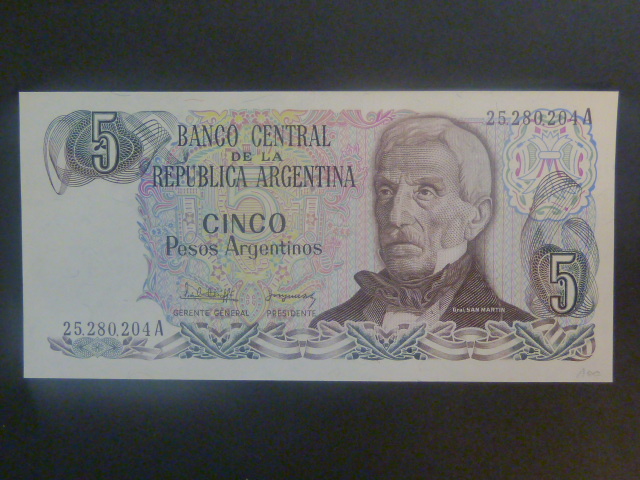 25.280.204 A
5
BANCO CENTRAL
DE LA
REPUBLICA ARGENTINA
CINCO
Pesos Argentinos
GERENTE GENERAL PRESIDENTE
Gral. SAN MARTIN
5
25.280.204 A